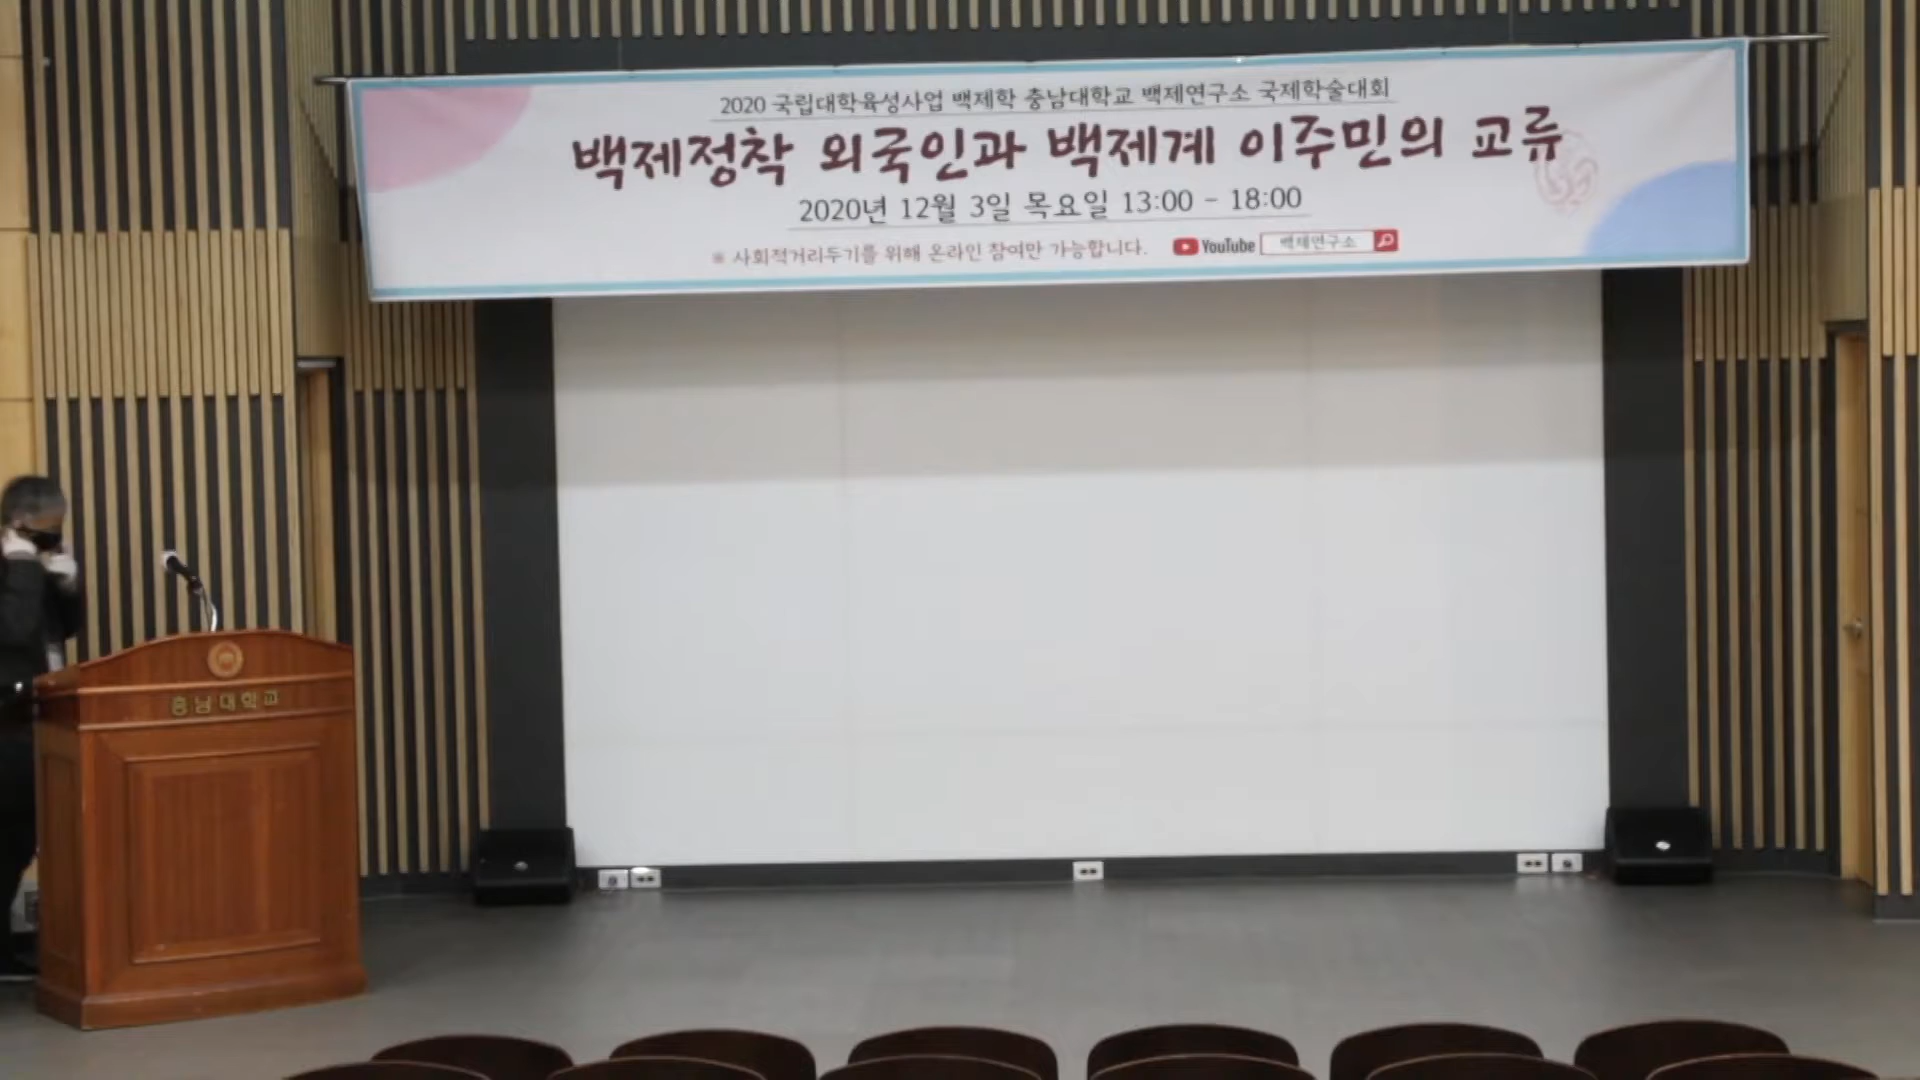 2020 국립대학육성사업 백제학 충남대학교 백제연구소 국제학술대회
백제정착 외국인과 백제계 이주민의 교류
2020년 12월 3일 목요일 13:00 - 18:00
※ 사회적거리두기를 위해 온라인 참여만 가능합니다. YouTube 백제연구소
충남대학교